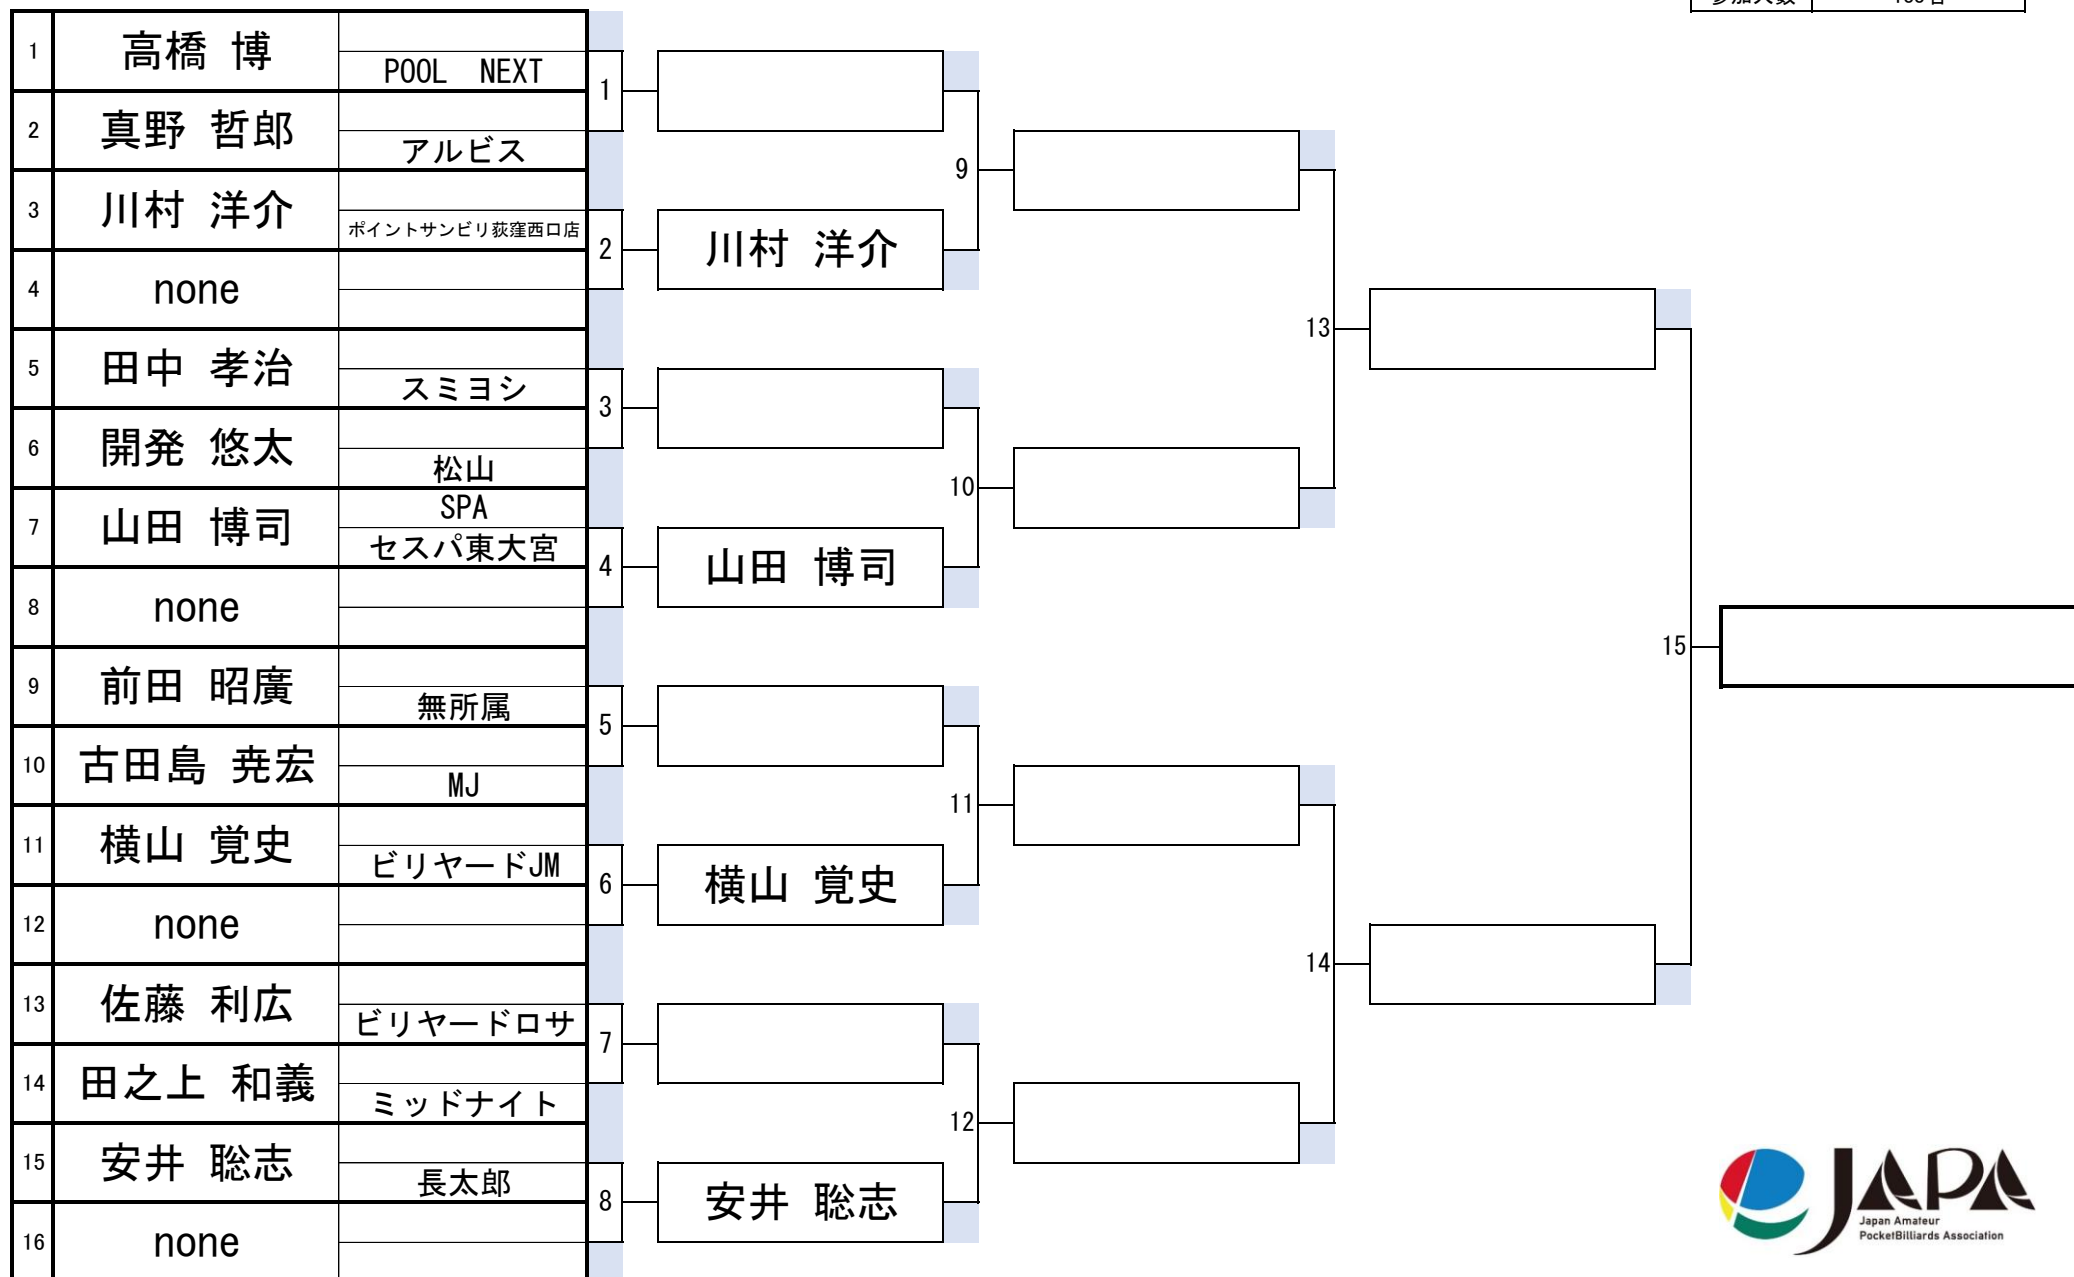 1
高橋 博
POOL NEXT
2
真野 哲郎
アルビス
3
川村 洋介
ポイントサンビリ荻窪西口店
4
none
5
田中 孝治
スミヨシ
6
開発 悠太
松山
7
山田 博司
SPA
セスパ東大宮
8
none
9
前田 昭廣
無所属
10
古田島 尭宏
MJ
11
横山 覚史
ビリヤードJM
12
none
13
佐藤 利広
ビリヤードロサ
14
田之上 和義
ミッドナイト
15
安井 聡志
長太郎
16
none
1
2
川村 洋介
3
4
山田 博司
5
6
横山 覚史
7
8
安井 聡志
9
10
11
12
13
14
15
JAPA
Japan Amateur
PocketBilliards Association